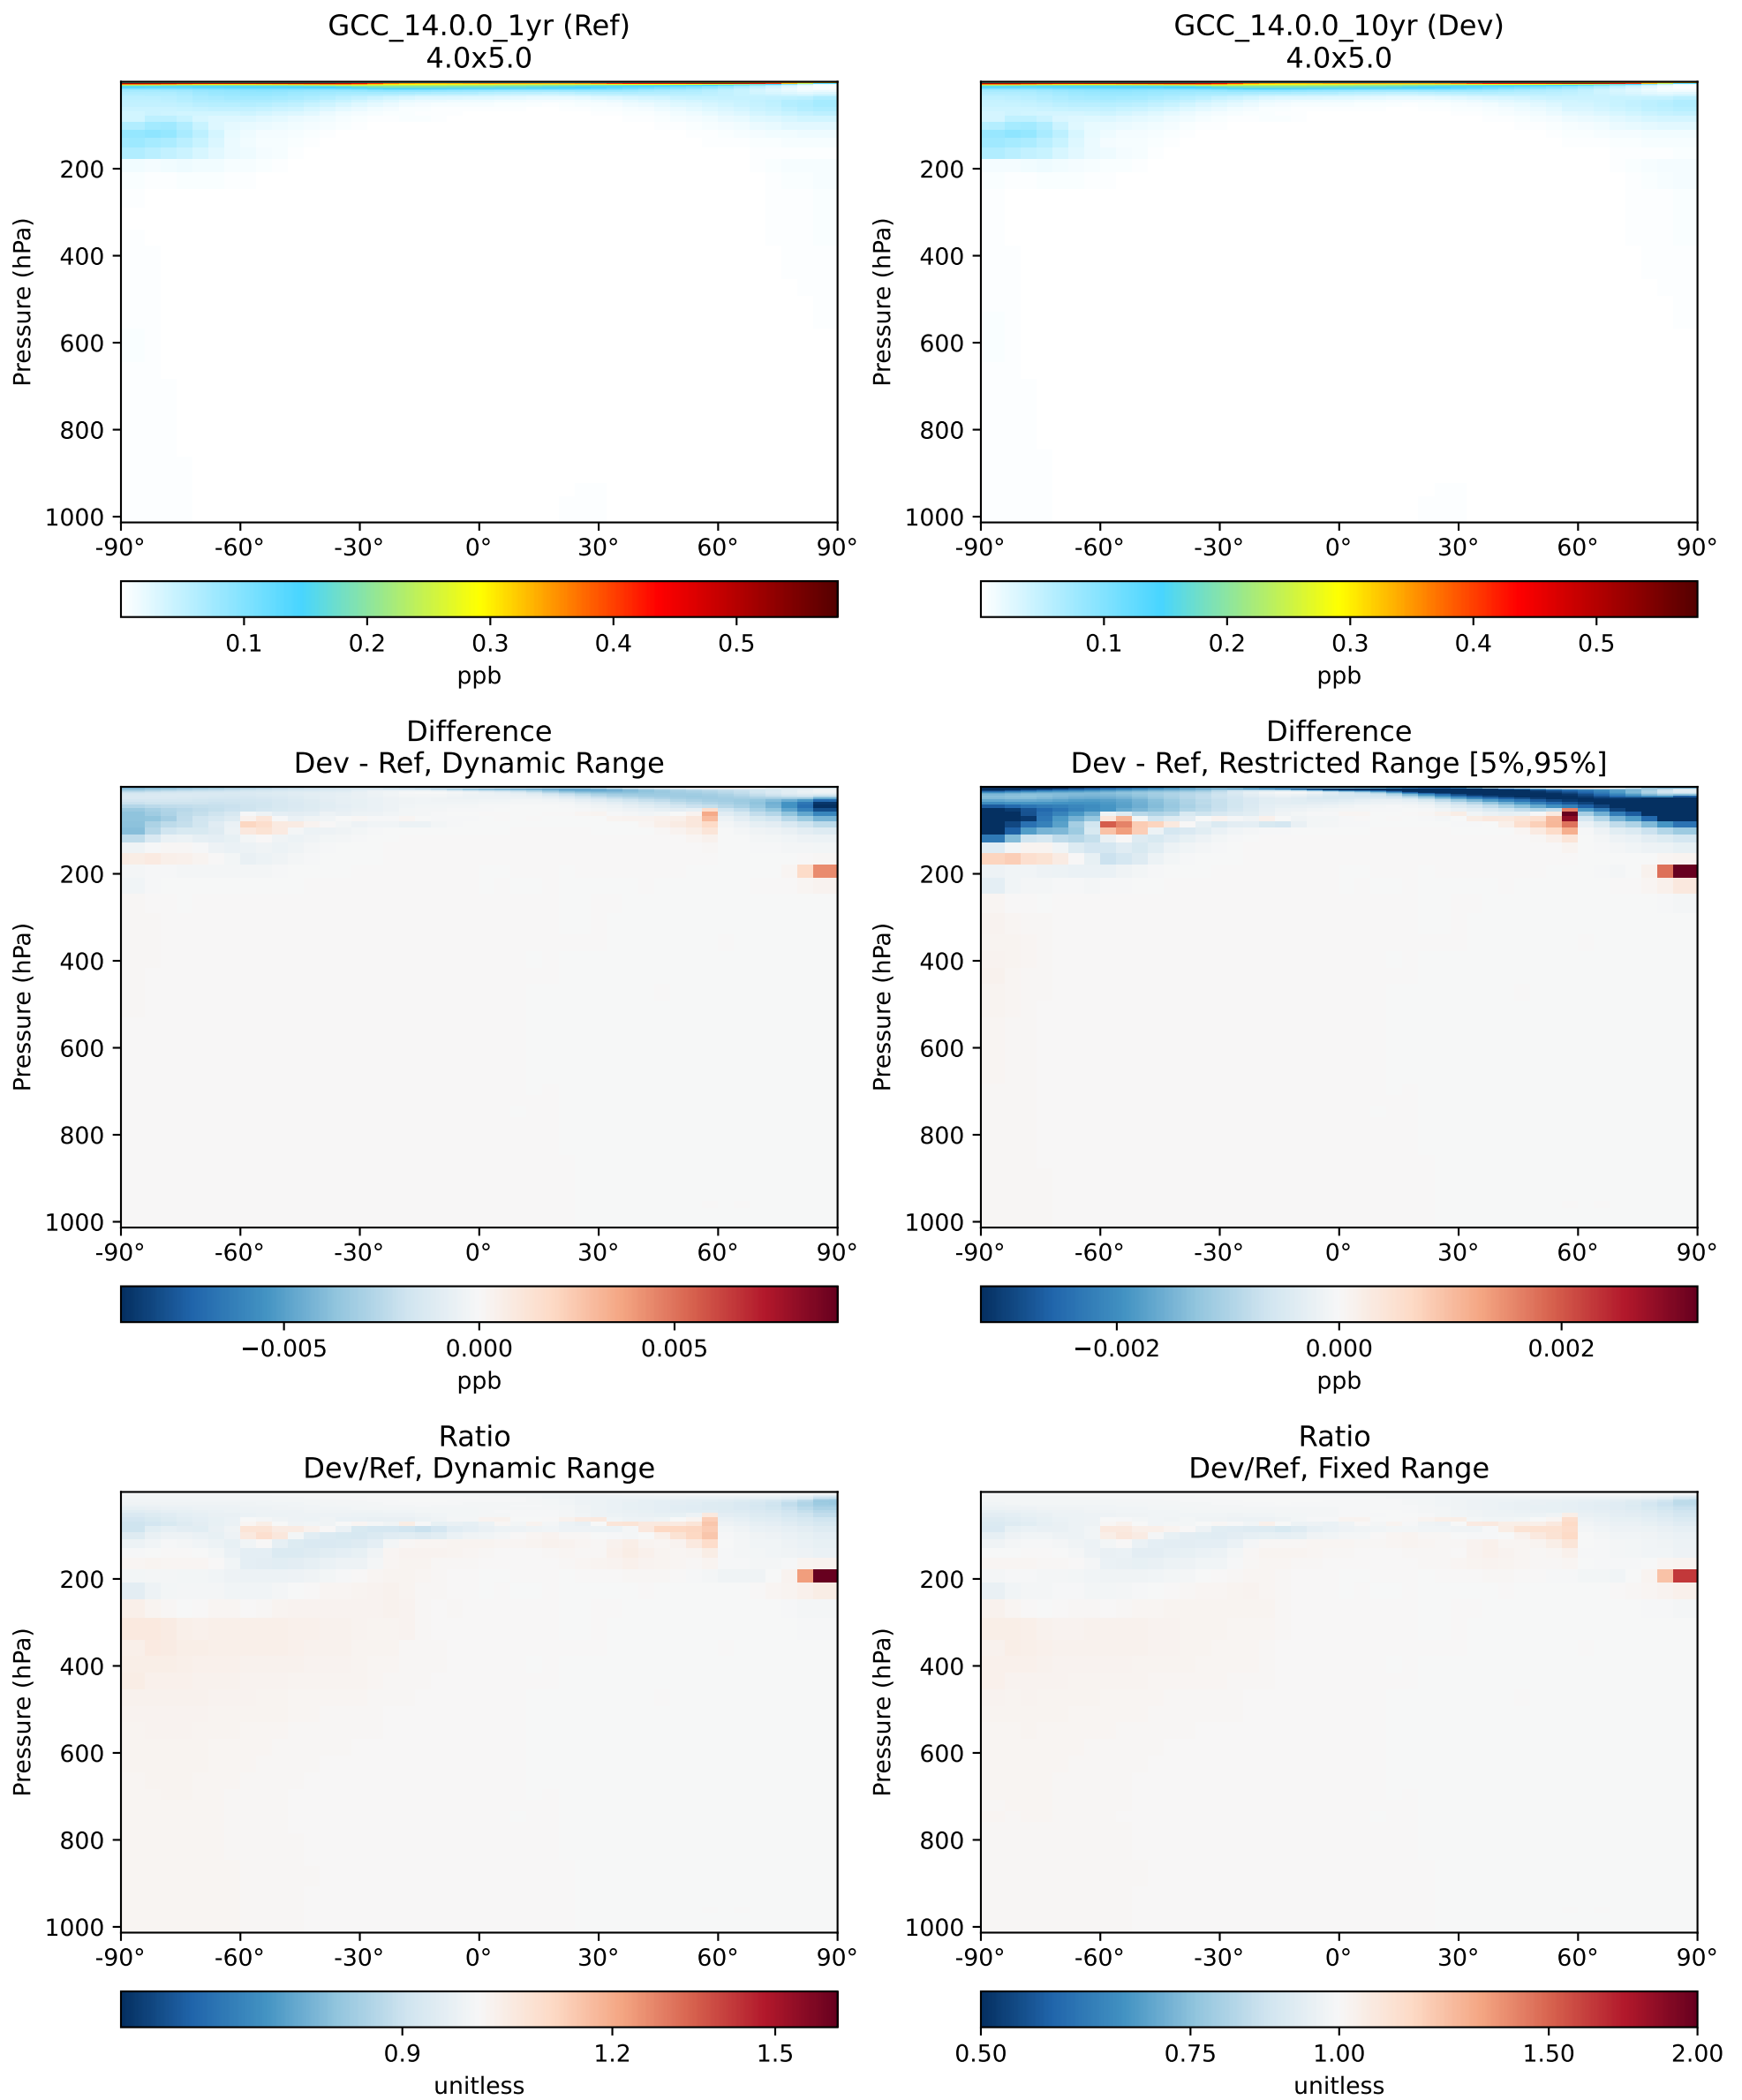 GCC_14.0.0_1yr (Ref)
4.0x5.0
Pressure (hPa)
200
400
600
800
1000
-90° -60° -30° 0° 30° 60° 90°
0.1 0.2 0.3 0.4 0.5
ppb
GCC_14.0.0_10yr (Dev)
4.0x5.0
Pressure (hPa)
200
400
600
800
1000
-90° -60° -30° 0° 30° 60° 90°
0.1 0.2 0.3 0.4 0.5
ppb
Difference
Dev - Ref, Dynamic Range
Pressure (hPa)
200
400
600
800
1000
-90° -60° -30° 0° 30° 60° 90°
−0.005 0.000 0.005
ppb
Difference
Dev - Ref, Restricted Range [5%,95%]
Pressure (hPa)
200
400
600
800
1000
-90° -60° -30° 0° 30° 60° 90°
−0.002 0.000 0.002
ppb
Ratio
Dev/Ref, Dynamic Range
Pressure (hPa)
200
400
600
800
1000
-90° -60° -30° 0° 30° 60° 90°
0.9 1.2 1.5
unitless
Ratio
Dev/Ref, Fixed Range
Pressure (hPa)
200
400
600
800
1000
-90° -60° -30° 0° 30° 60° 90°
0.50 0.75 1.00 1.50 2.00
unitless